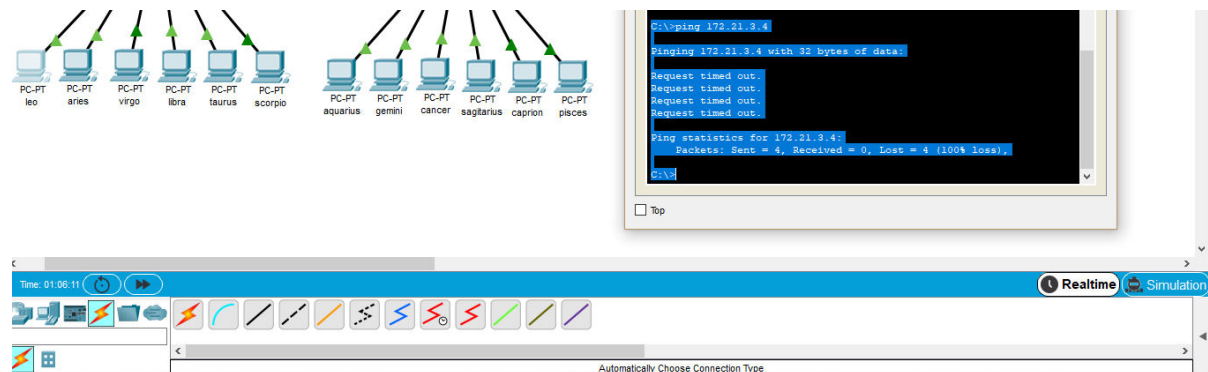 PC-PT
leo
PC-PT
aries
PC-PT
virgo
PC-PT
libra
PC-PT
taurus
PC-PT
scorpio
PC-PT
aquarius
PC-PT
gemini
PC-PT
cancer
PC-PT
sagitarius
PC-PT
caprion
PC-PT
pisces
C:\>ping 172.21.3.4
Pinging 172.21.3.4 with 32 bytes of data:
Request timed out.
Request timed out.
Request timed out.
Request timed out.
Ping statistics for 172.21.3.4:
Packets: Sent = 4, Received = 0, Lost = 4 (100% loss),
C:\>
Top
Time: 01:06:11
Realtime
Simulation
Automatically Choose Connection Type